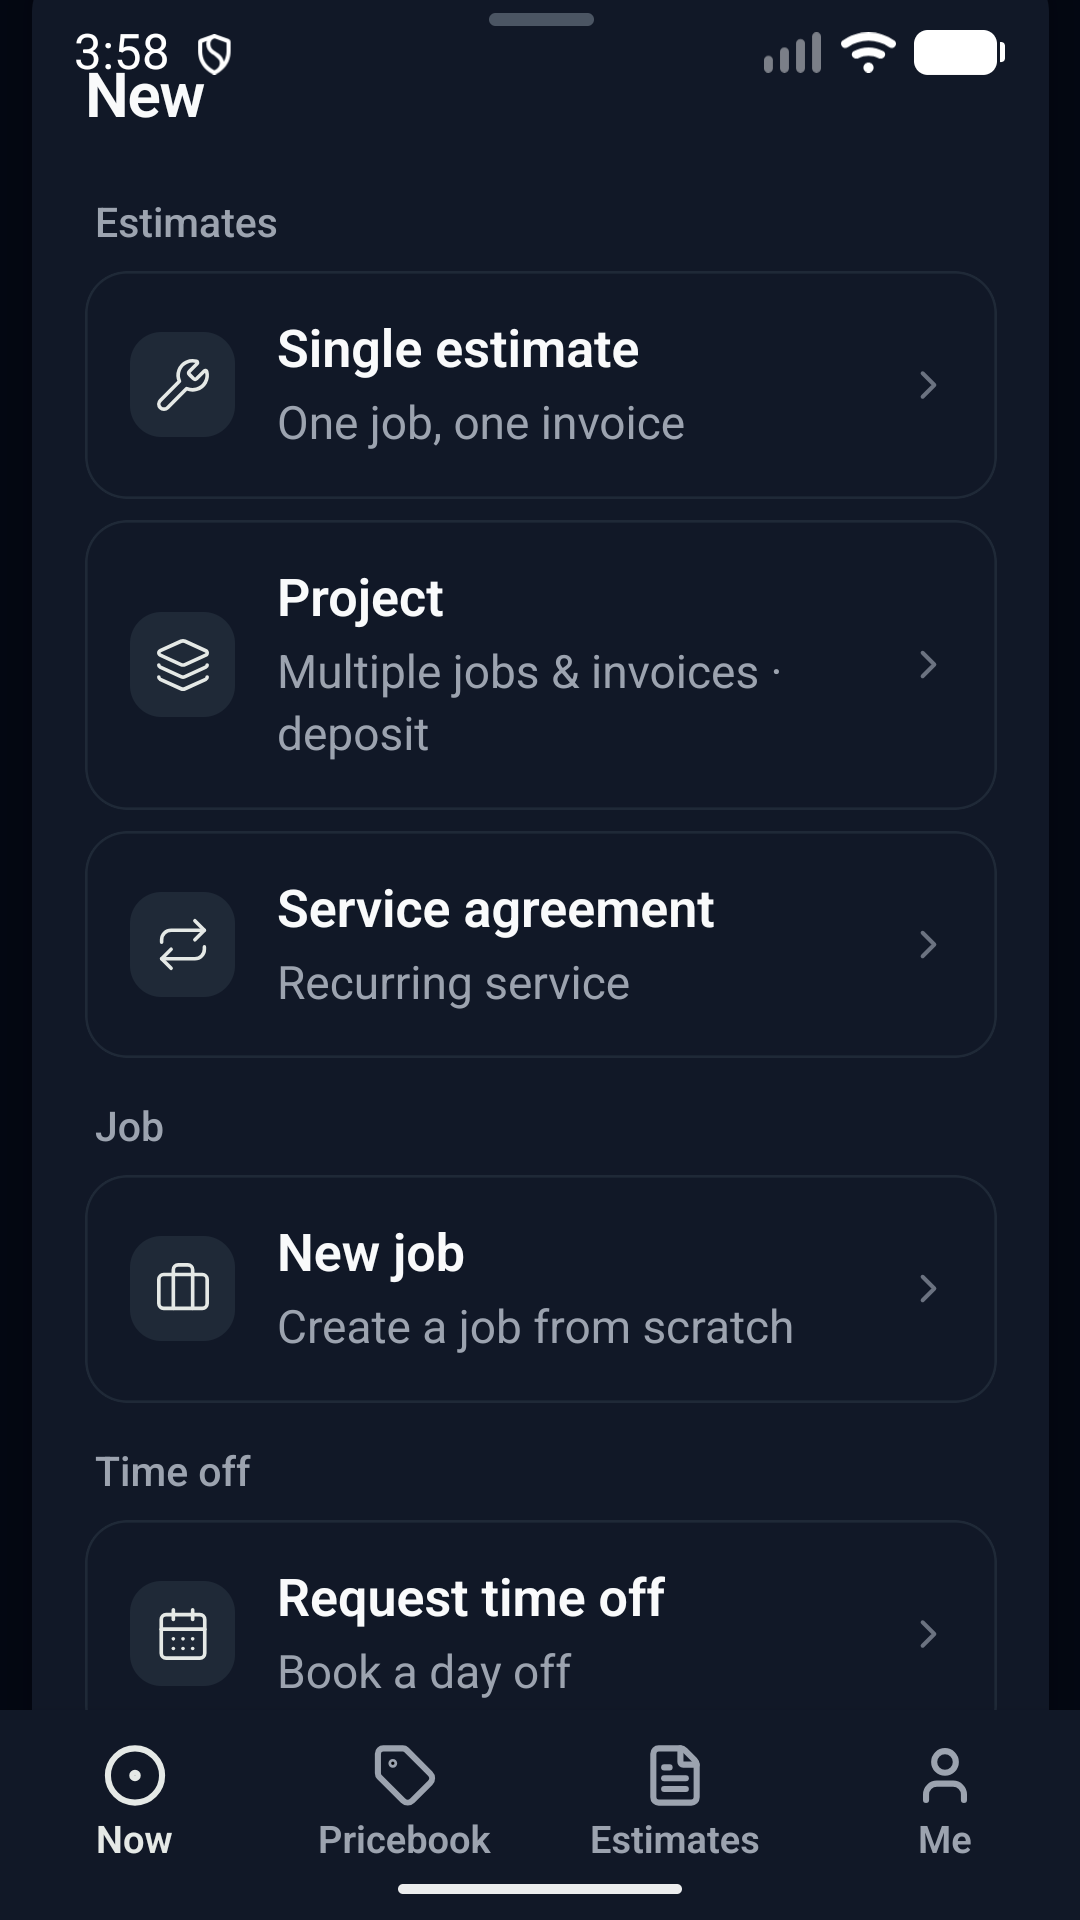 3:58
New
Estimates
Single estimate
One job, one invoice
Project
Multiple jobs & invoices ·
deposit
Service agreement
Recurring service
Job
New job
Create a job from scratch
Time off
Request time off
Book a day off
Now
Pricebook
Estimates
Me